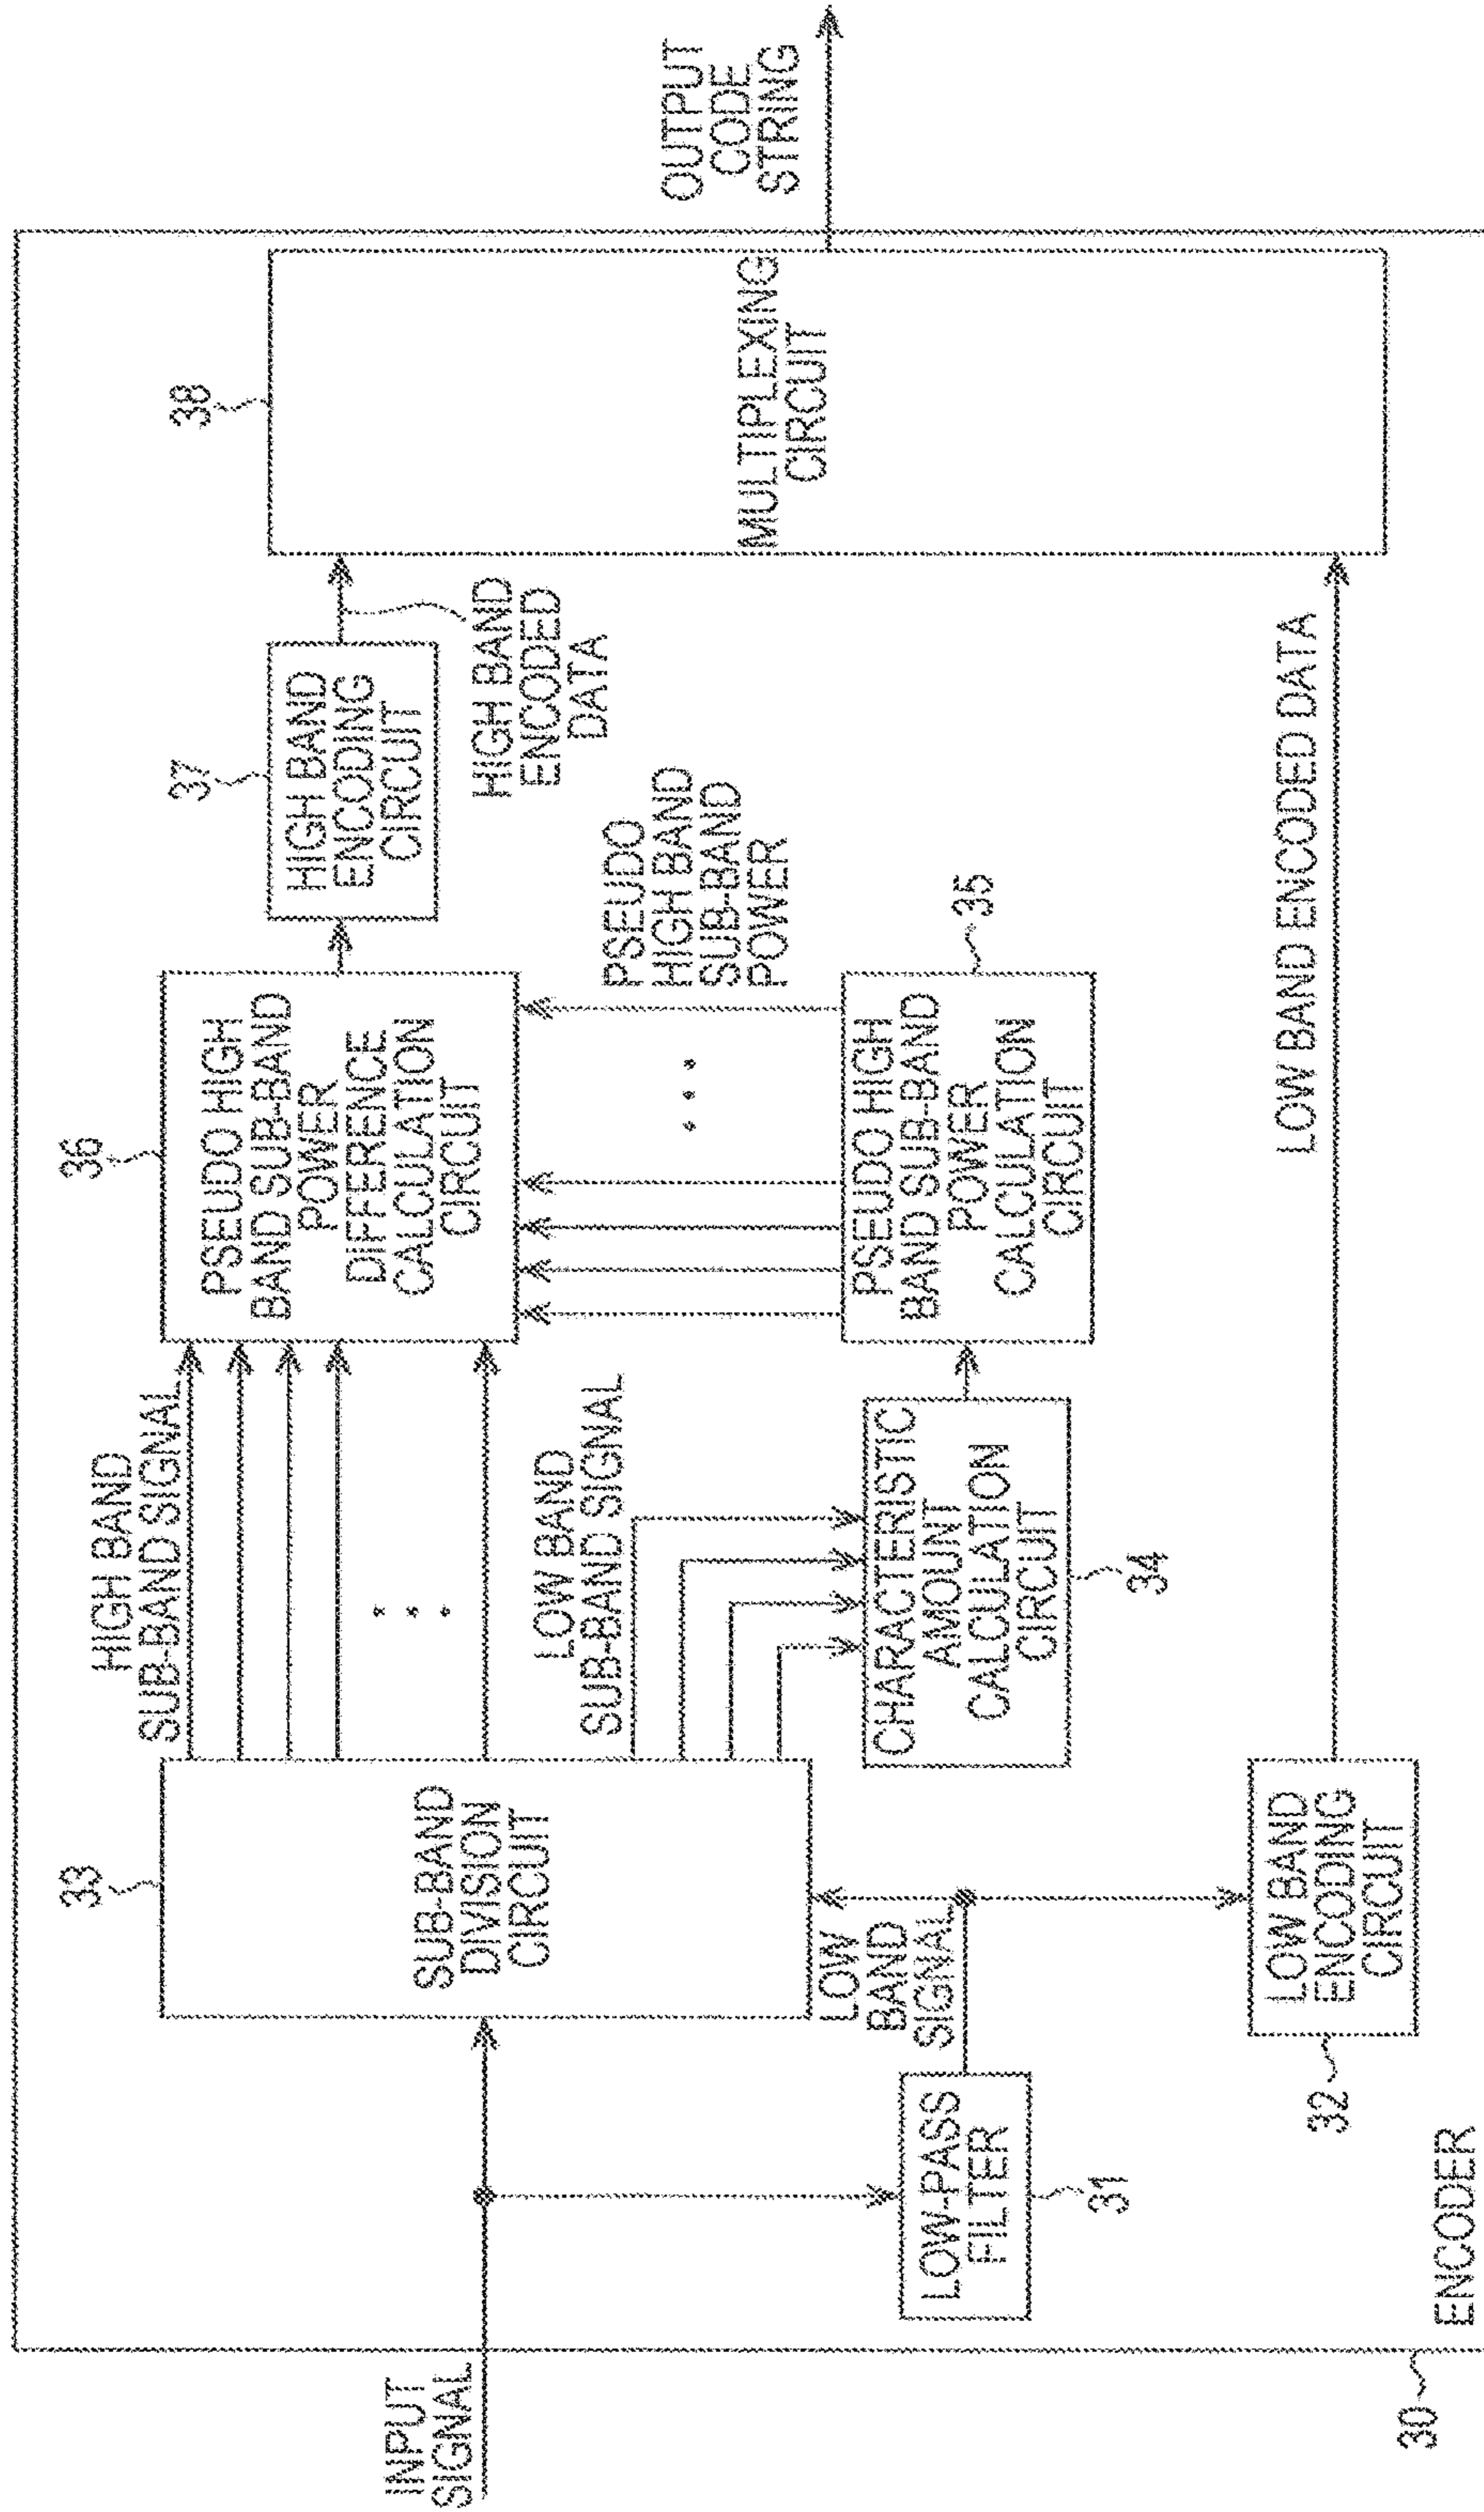 INPUT
SIGNAL
30
ENCODER
33
SUB-BAND
DIVISION
CIRCUIT
HIGH BAND
SUB-BAND SIGNAL
36
PSEUDO HIGH
BAND SUB-BAND
POWER
DIFFERENCE
CALCULATION
CIRCUIT
37
HIGH BAND
ENCODING
CIRCUIT
HIGH BAND
ENCODED
DATA
38
MULTIPLEXING
CIRCUIT
OUTPUT
CODE
STRING
LOW BAND
SUB-BAND SIGNAL
PSEUDO
HIGH BAND
SUB-BAND
POWER
LOW
BAND
SIGNAL
LOW-PASS
FILTER
31
CHARACTERISTIC
AMOUNT
CALCULATION
CIRCUIT
34
PSEUDO HIGH
BAND SUB-BAND
POWER
CALCULATION
CIRCUIT
35
LOW BAND
ENCODING
CIRCUIT
32
LOW BAND ENCODED DATA